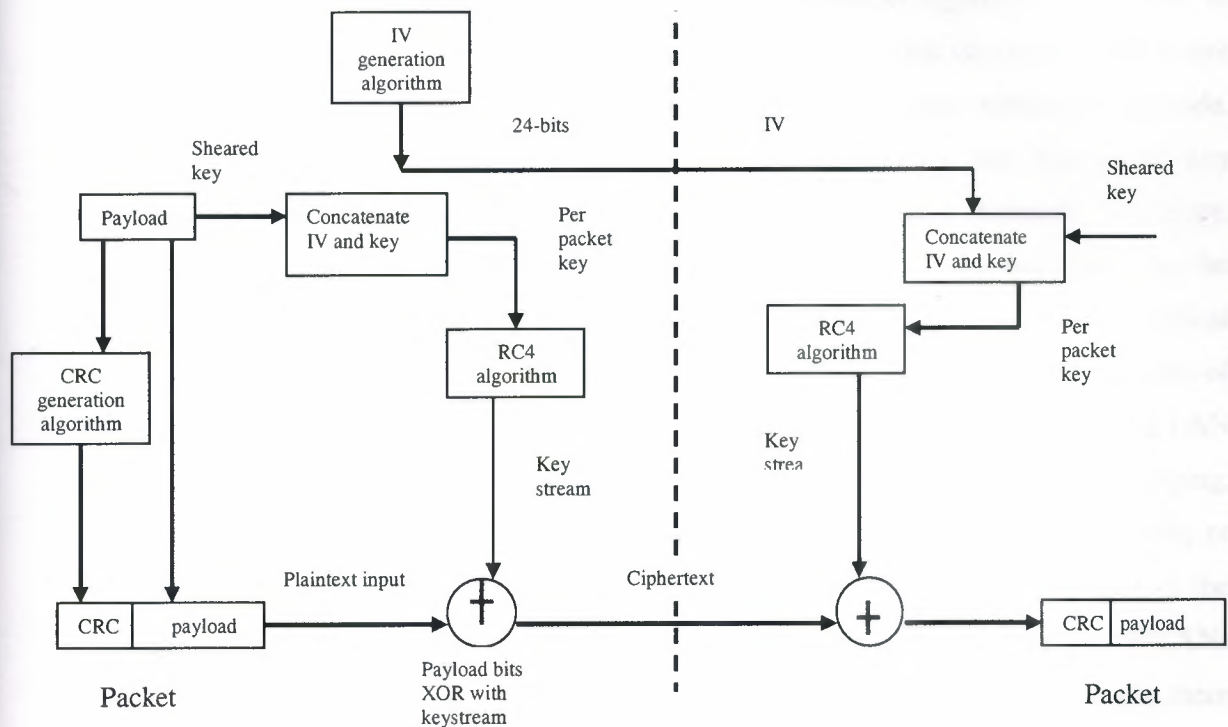 IV
generation
algorithm
24-bits
IV
Sheared
key
Sheared
key
Payload
Concatenate
IV and key
Per
packet
key
Concatenate
IV and key
RC4
algorithm
RC4
algorithm
Per
packet
key
CRC
generation
algorithm
Key
stream
Key
strea
Plaintext input
Ciphertext
CRC
payload
CRC
payload
Payload bits
XOR with
keystream
Packet
Packet